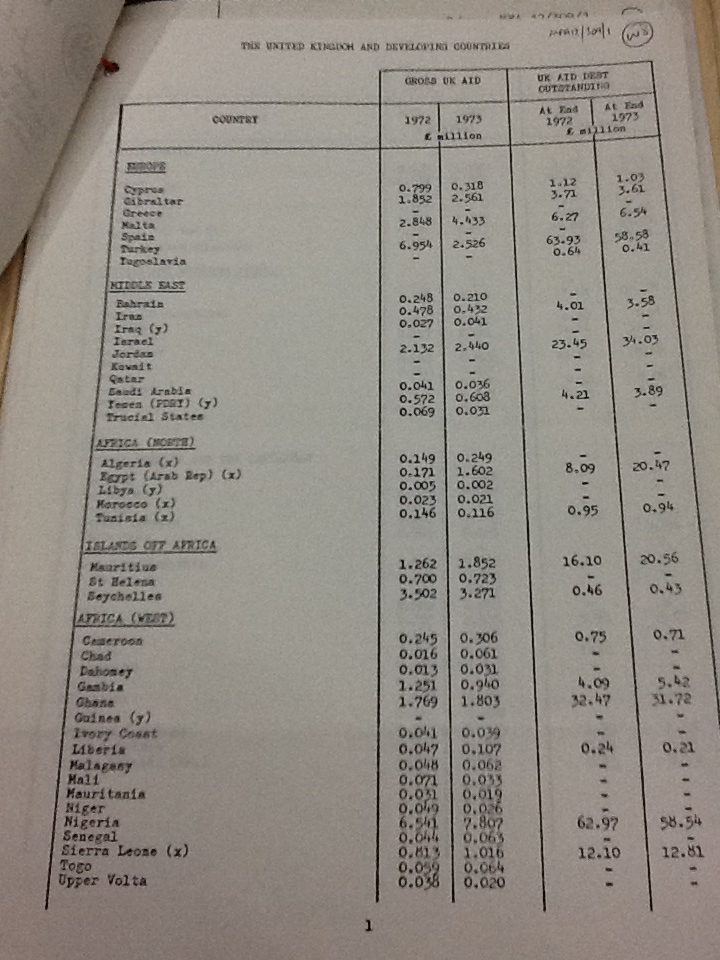 MPA17/309/1 WS
THE UNITED KINGDOM AND DEVELOPING COUNTRIES
GROSS UK AID UK AID DEBT OUTSTANDING
COUNTRY 1972 1973 At End 1972 At End 1973
£ million £ million
EUROPE
Cyprus 0.799 0.318 1.12 1.03
Gibraltar 1.852 2.561 3.71 3.61
Greece - - - -
Malta 2.848 4.433 6.27 6.54
Spain - - - -
Turkey 6.954 2.526 63.93 58.58
Yugoslavia - - 0.64 0.41
MIDDLE EAST
Bahrain 0.248 0.210 - -
Iran 0.478 0.432 4.01 3.58
Iraq (y) 0.027 0.041 - -
Israel - - - -
Jordan 2.132 2.440 23.45 34.03
Kuwait - - - -
Qatar - - - -
Saudi Arabia 0.041 0.036 - -
Yemen (PDRY) (y) 0.572 0.608 4.21 3.89
Trucial States 0.069 0.031 - -
AFRICA (NORTH)
Algeria (x) 0.149 0.249 - -
Egypt (Arab Rep) (x) 0.171 1.602 8.09 20.47
Libya (y) 0.005 0.002 - -
Morocco (x) 0.023 0.021 - -
Tunisia (x) 0.146 0.116 0.95 0.94
ISLANDS OFF AFRICA
Mauritius 1.262 1.852 16.10 20.56
St Helena 0.700 0.723 - -
Seychelles 3.502 3.271 0.46 0.43
AFRICA (WEST)
Cameroon 0.245 0.306 0.75 0.71
Chad 0.016 0.061 - -
Dahomey 0.013 0.031 - -
Gambia 1.251 0.940 4.09 5.42
Ghana 1.769 1.803 32.47 31.72
Guinea (y) - - - -
Ivory Coast 0.041 0.039 - -
Liberia 0.047 0.107 0.24 0.21
Malagasy 0.048 0.062 - -
Mali 0.071 0.033 - -
Mauritania 0.031 0.019 - -
Niger 0.049 0.026 - -
Nigeria 6.541 7.807 62.97 58.54
Senegal 0.044 0.063 - -
Sierra Leone (x) 0.813 1.016 12.10 12.81
Togo 0.059 0.064 - -
Upper Volta 0.038 0.020 - -
1